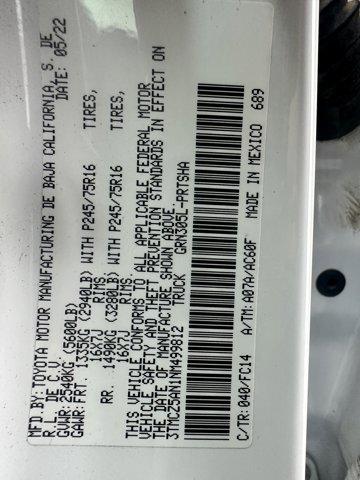 MFD.BY:TOYOTA MOTOR MANUFACTURING DE BAJA CALIFORNIA, S. DE
R. L. DE C.V. DATE: 05/22
GVWR:2540KG(5600LB)
GAWR:FRT. 1335KG(2940LB) WITH P245/75R16 TIRES,
16X7J RIMS,
RR. 1490KG(3280LB) WITH P245/75R16 TIRES,
16X7J RIMS,
THIS VEHICLE CONFORMS TO ALL APPLICABLE FEDERAL MOTOR
VEHICLE SAFETY AND THEFT PREVENTION STANDARDS IN EFFECT ON
THE DATE OF MANUFACTURE SHOWN ABOVE.
3TMCZ5AN1NM499812 TRUCK GRN305L-PRTSHA
C/TR:040/FC14 A/TM:A07A/AC60F MADE IN MEXICO 689